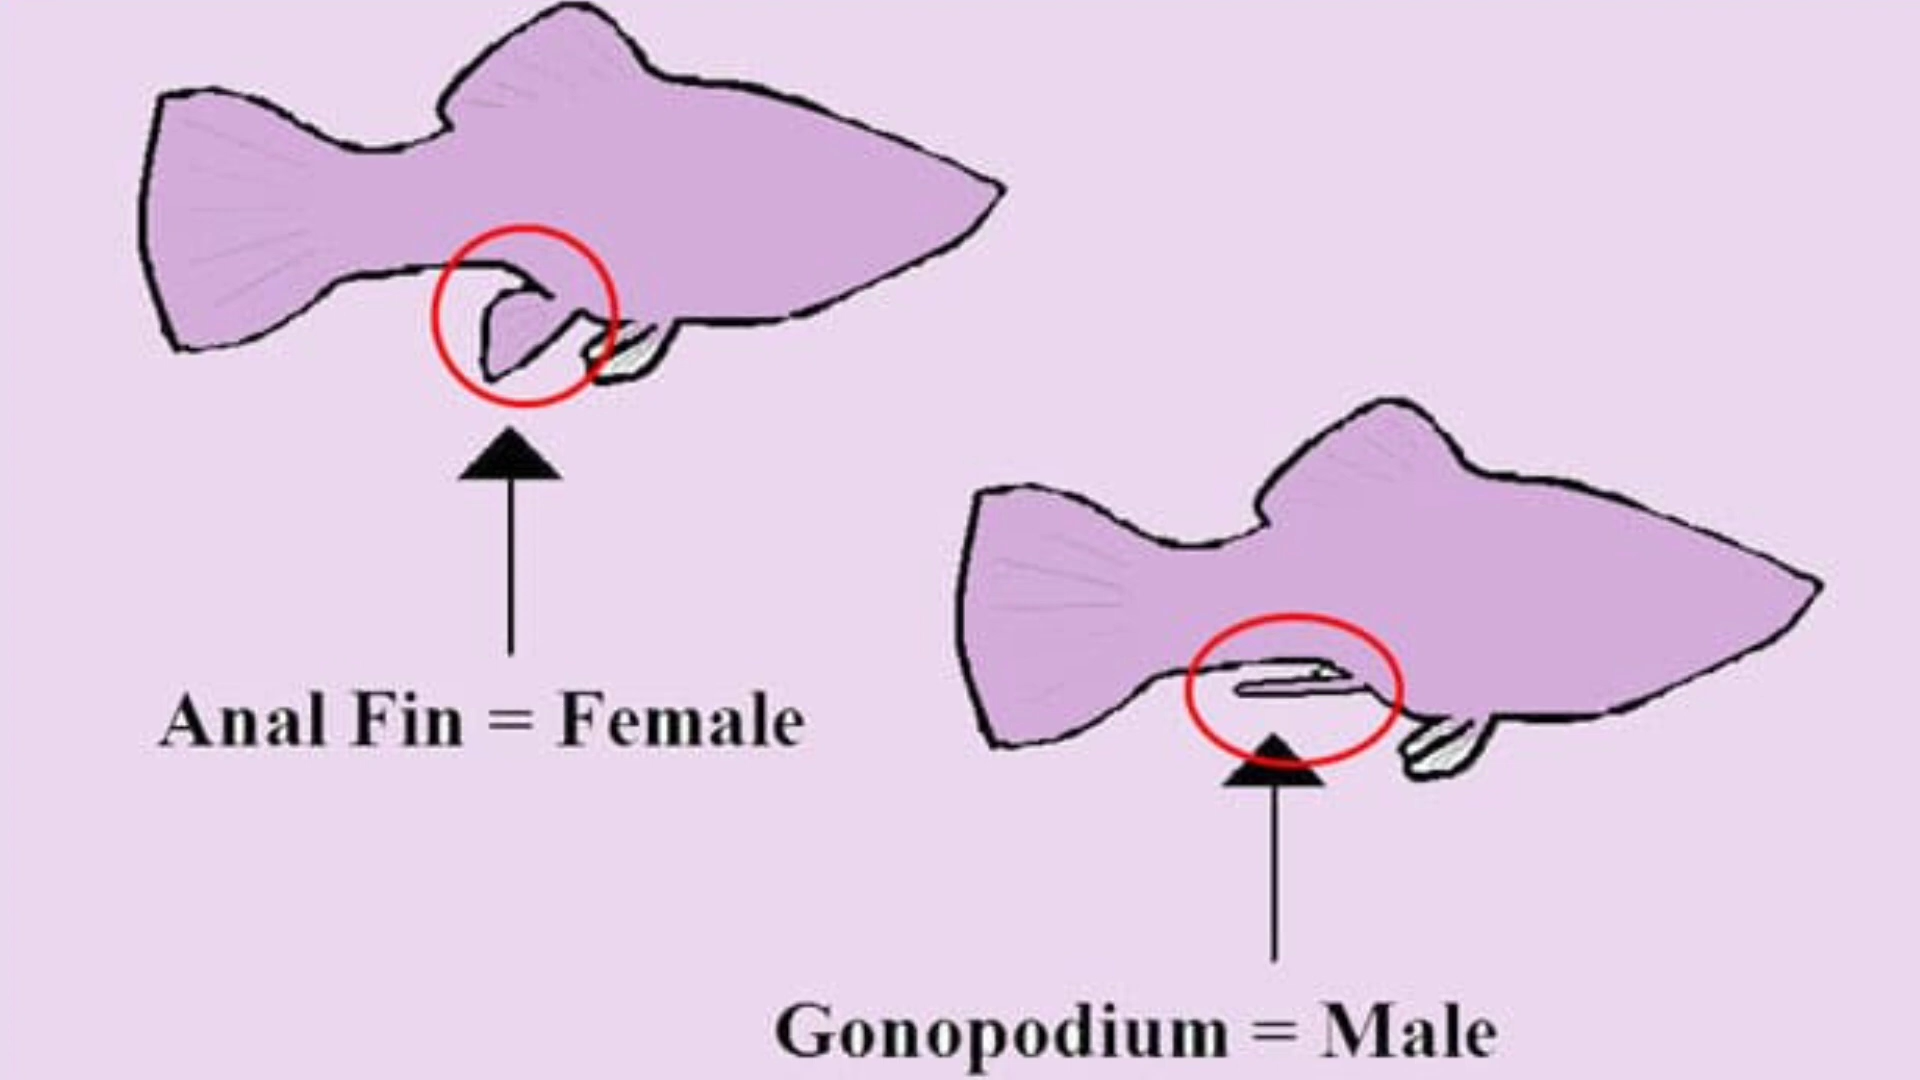 Anal Fin = Female
Gonopodium = Male